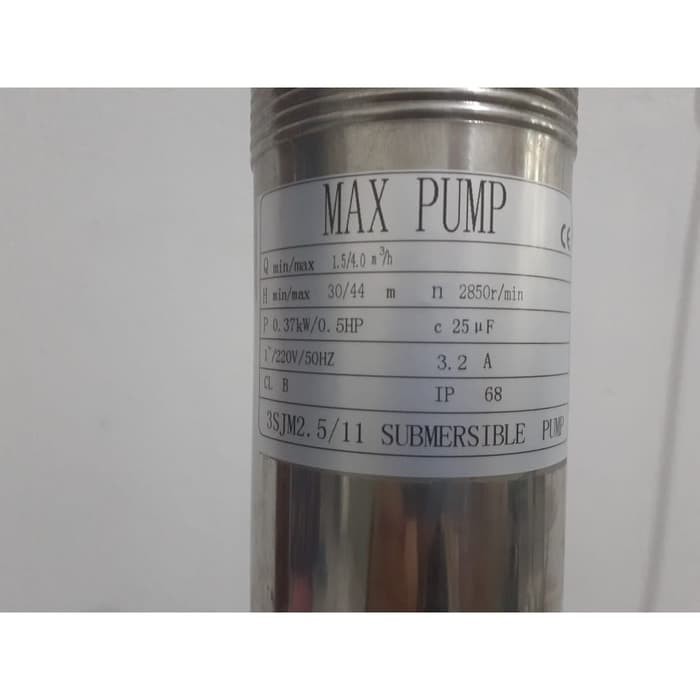 MAX PUMP
CE
Q min/max 1.5/4.0 m³/h
H min/max 30/44 m n 2850r/min
P 0.37kW/0.5HP c 25μF
1~/220V/50HZ 3.2 A
CL B IP 68
3SJM2.5/11 SUBMERSIBLE PUMP